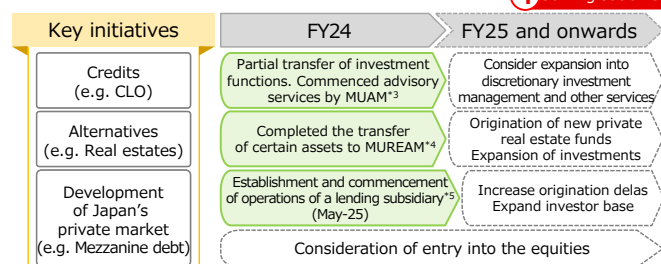 Key initiatives
FY24
FY25 and onwards
Credits
(e.g. CLO)
Partial transfer of investment
functions. Commenced advisory
services by MUAM*3
Consider expansion into
discretionary investment
management and other services
Alternatives
(e.g. Real estates)
Completed the transfer
of certain assets to MUREAM*4
Origination of new private
real estate funds
Expansion of investments
Development
of Japan's
private market
(e.g. Mezzanine debt)
Establishment and commencement
of operations of a lending subsidiary*5
(May-25)
Increase origination delas
Expand investor base
Consideration of entry into the equities